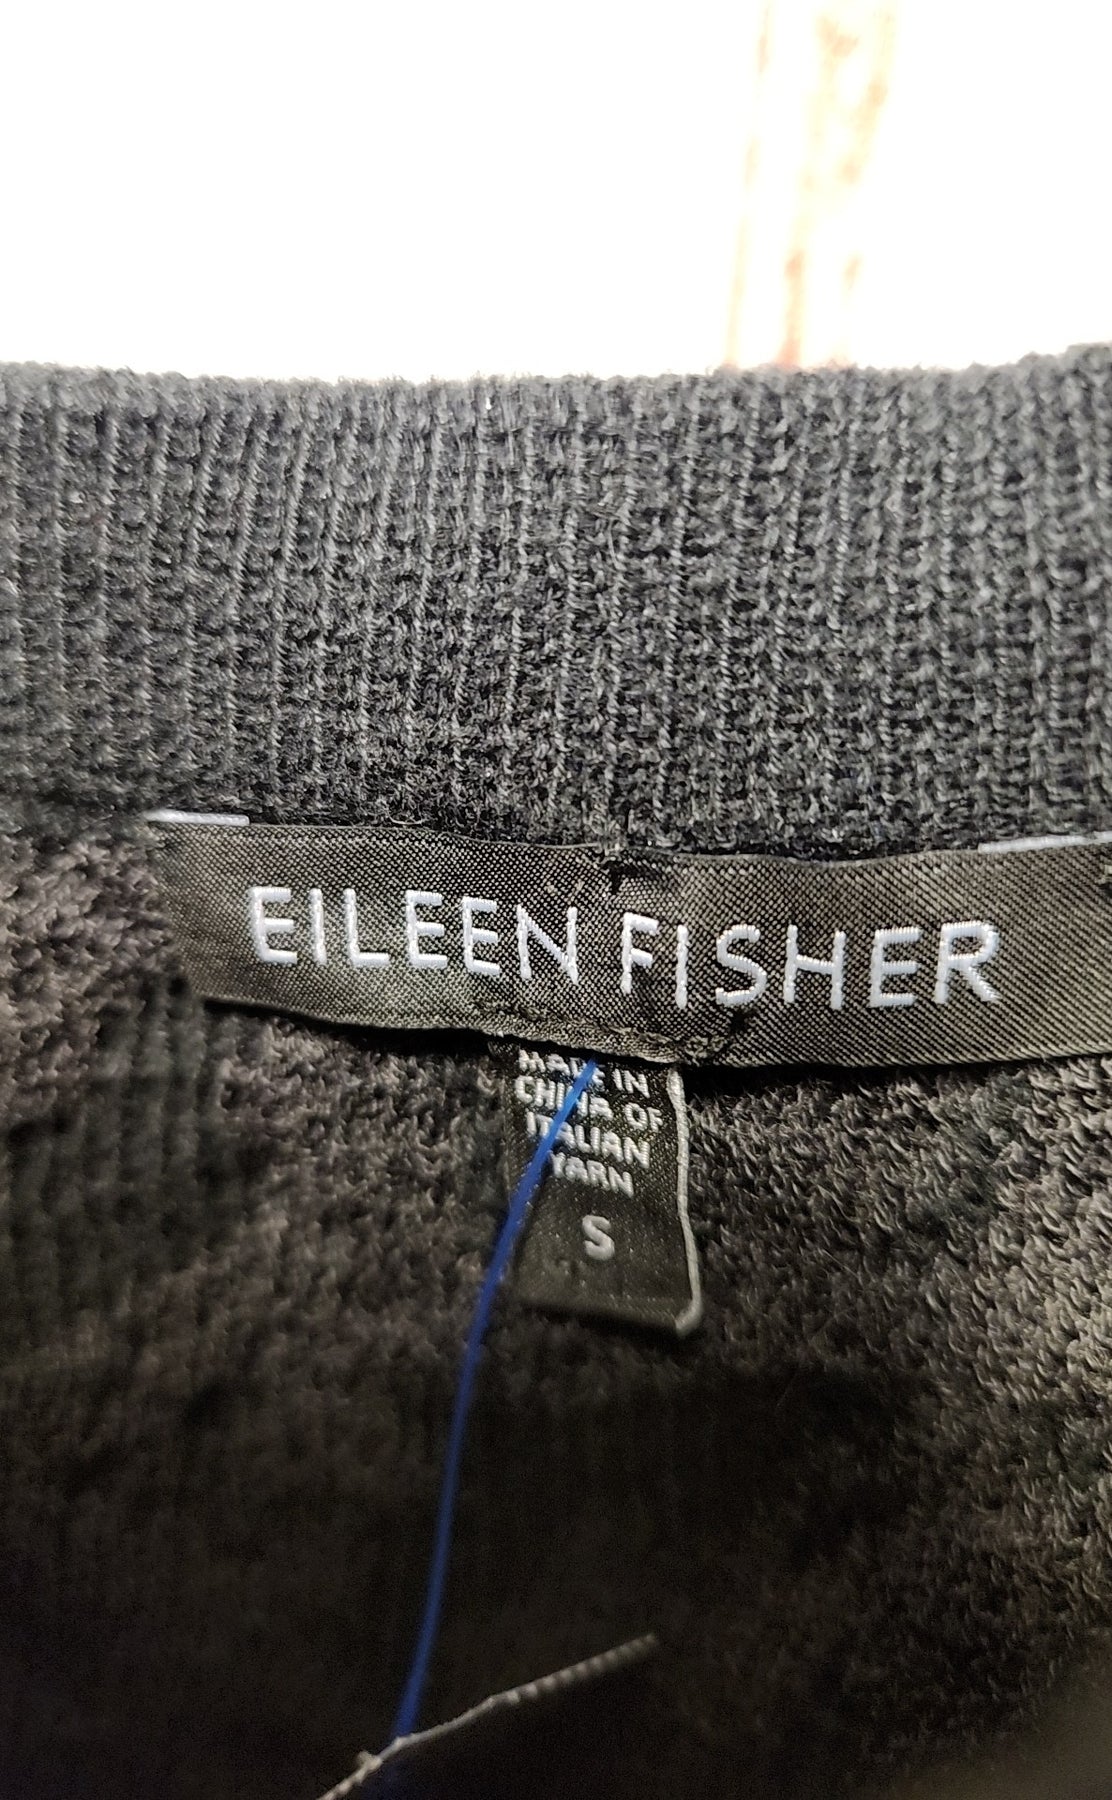 EILEEN FISHER
MADE IN
CHINA OF
ITALIAN
YARN
S